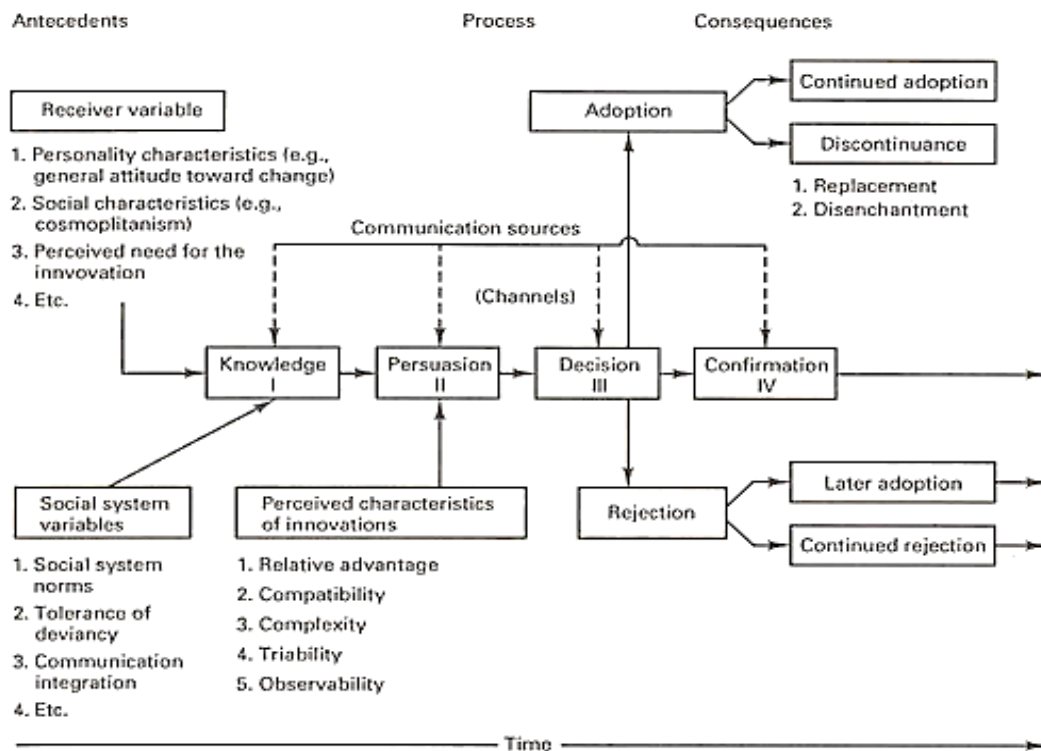 Antecedents
Process
Consequences
Receiver variable
1. Personality characteristics (e.g.,
general attitude toward change)
2. Social characteristics (e.g.,
cosmoplitanism)
3. Perceived need for the
innvovation
4. Etc.
Adoption
Continued adoption
Discontinuance
1. Replacement
2. Disenchantment
Communication sources
(Channels)
Knowledge
I
Persuasion
II
Decision
III
Confirmation
IV
Social system
variables
1. Social system
norms
2. Tolerance of
deviancy
3. Communication
integration
4. Etc.
Perceived characteristics
of innovations
1. Relative advantage
2. Compatibility
3. Complexity
4. Triability
5. Observability
Rejection
Later adoption
Continued rejection
Time